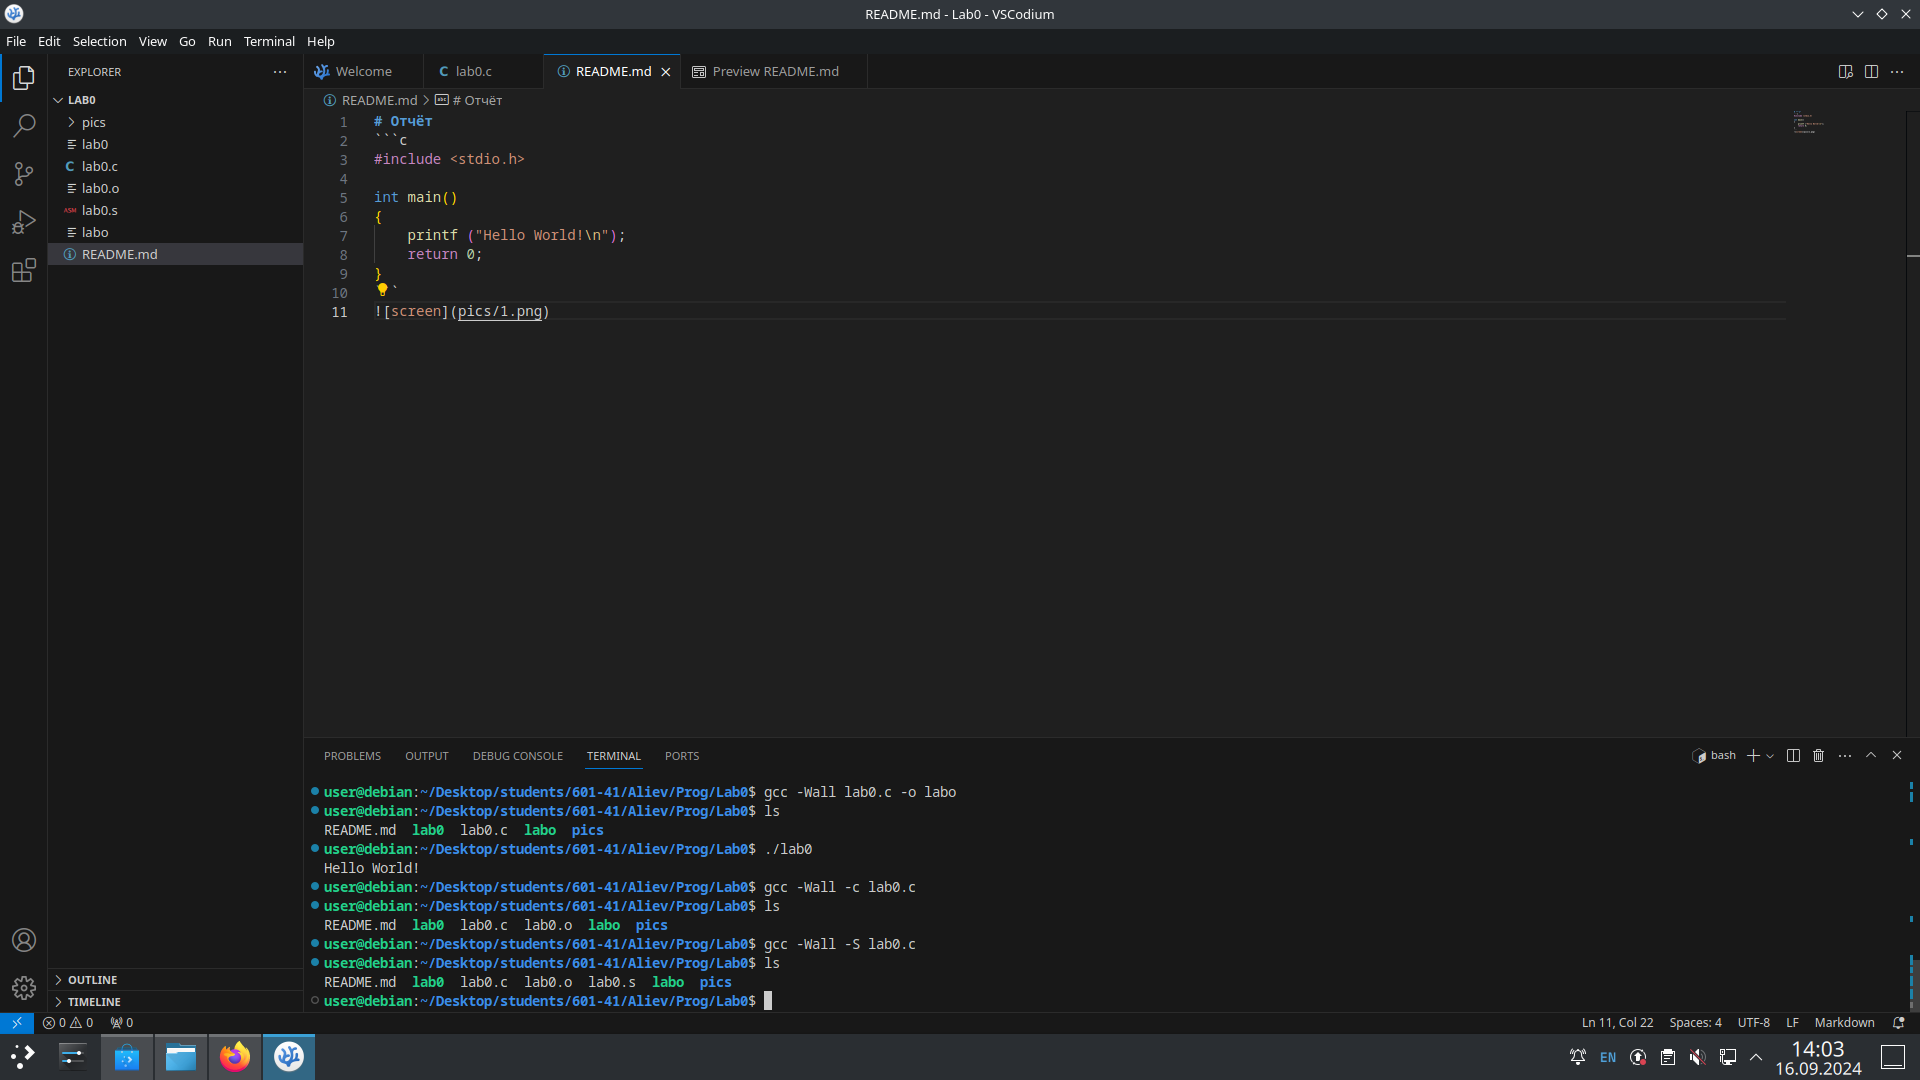 README.md - Lab0 - VSCodium
File Edit Selection View Go Run Terminal Help
EXPLORER
LAB0
pics
lab0
lab0.c
lab0.o
ASM lab0.s
labo
README.md
OUTLINE
TIMELINE
Welcome
C lab0.c
README.md
Preview README.md
README.md > # Отчёт
1 # Отчёт
2 ```c
3 #include <stdio.h>
4
5 int main()
6 {
7 printf ("Hello World!\n");
8 return 0;
9 }
10 `
11 ![screen](pics/1.png)
PROBLEMS OUTPUT DEBUG CONSOLE TERMINAL PORTS
bash
user@debian:~/Desktop/students/601-41/Aliev/Prog/Lab0$ gcc -Wall lab0.c -o labo
user@debian:~/Desktop/students/601-41/Aliev/Prog/Lab0$ ls
README.md lab0 lab0.c labo pics
user@debian:~/Desktop/students/601-41/Aliev/Prog/Lab0$ ./lab0
Hello World!
user@debian:~/Desktop/students/601-41/Aliev/Prog/Lab0$ gcc -Wall -c lab0.c
user@debian:~/Desktop/students/601-41/Aliev/Prog/Lab0$ ls
README.md lab0 lab0.c lab0.o labo pics
user@debian:~/Desktop/students/601-41/Aliev/Prog/Lab0$ gcc -Wall -S lab0.c
user@debian:~/Desktop/students/601-41/Aliev/Prog/Lab0$ ls
README.md lab0 lab0.c lab0.o lab0.s labo pics
user@debian:~/Desktop/students/601-41/Aliev/Prog/Lab0$
0 0 0
Ln 11, Col 22 Spaces: 4 UTF-8 LF Markdown
EN
14:03
16.09.2024